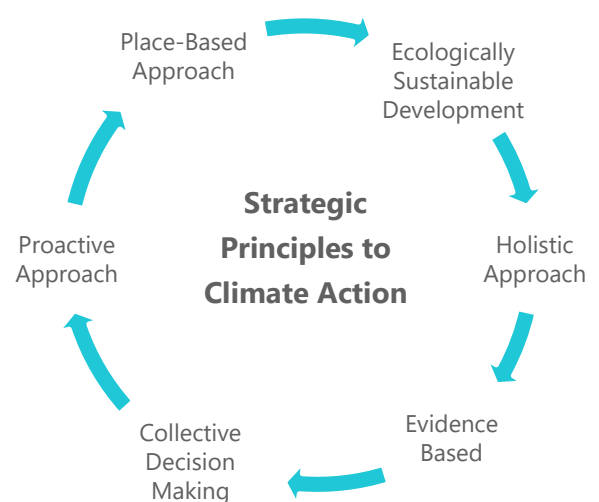 Place-Based
Approach
Ecologically
Sustainable
Development
Holistic
Approach
Evidence
Based
Collective
Decision
Making
Proactive
Approach
Strategic
Principles to
Climate Action